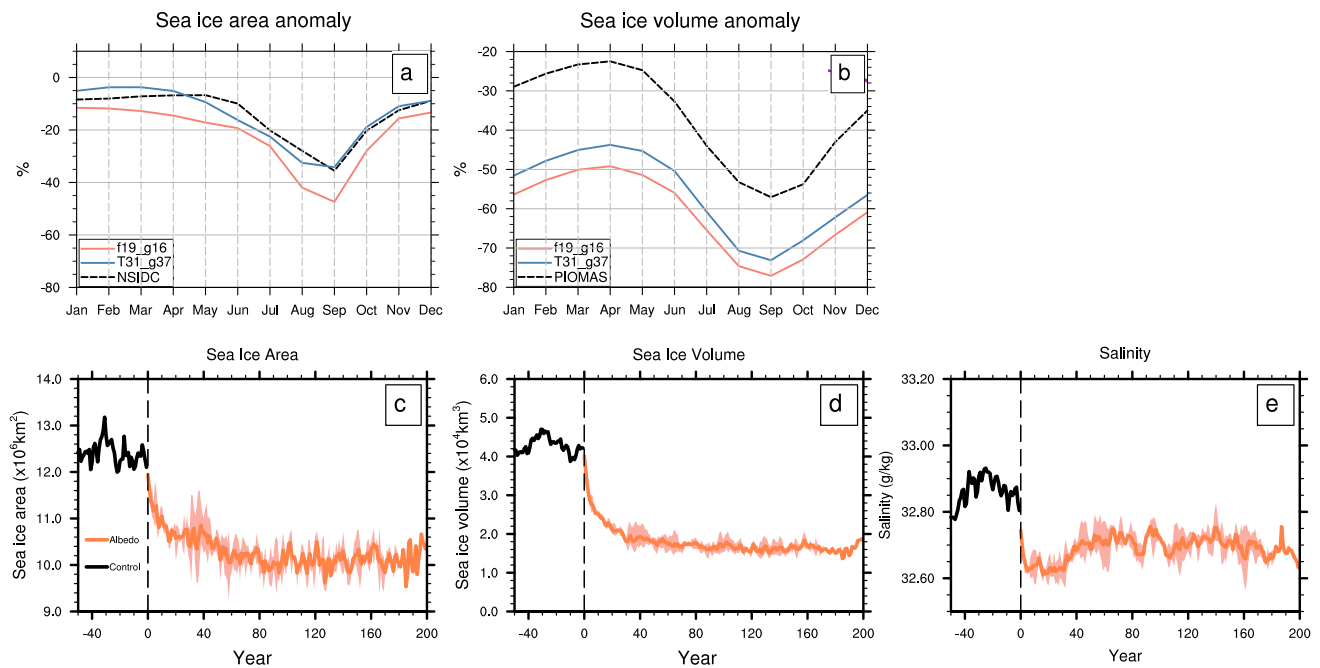 Sea ice area anomaly
a
%
0
-20
-40
-60
-80
f19_g16
T31_g37
NSIDC
Jan Feb Mar Apr May Jun Jul Aug Sep Oct Nov Dec
Sea ice volume anomaly
b
%
-20
-30
-40
-50
-60
-70
-80
f19_g16
T31_g37
PIOMAS
Jan Feb Mar Apr May Jun Jul Aug Sep Oct Nov Dec
Sea Ice Area
c
Sea ice area (x10⁶km²)
14.0
13.0
12.0
11.0
10.0
9.0
Albedo
Control
-40 0 40 80 120 160 200
Year
Sea Ice Volume
d
Sea ice volume (x10⁴km³)
6.0
5.0
4.0
3.0
2.0
1.0
0.0
-40 0 40 80 120 160 200
Year
Salinity
e
Salinity (g/kg)
33.20
33.00
32.80
32.60
-40 0 40 80 120 160 200
Year